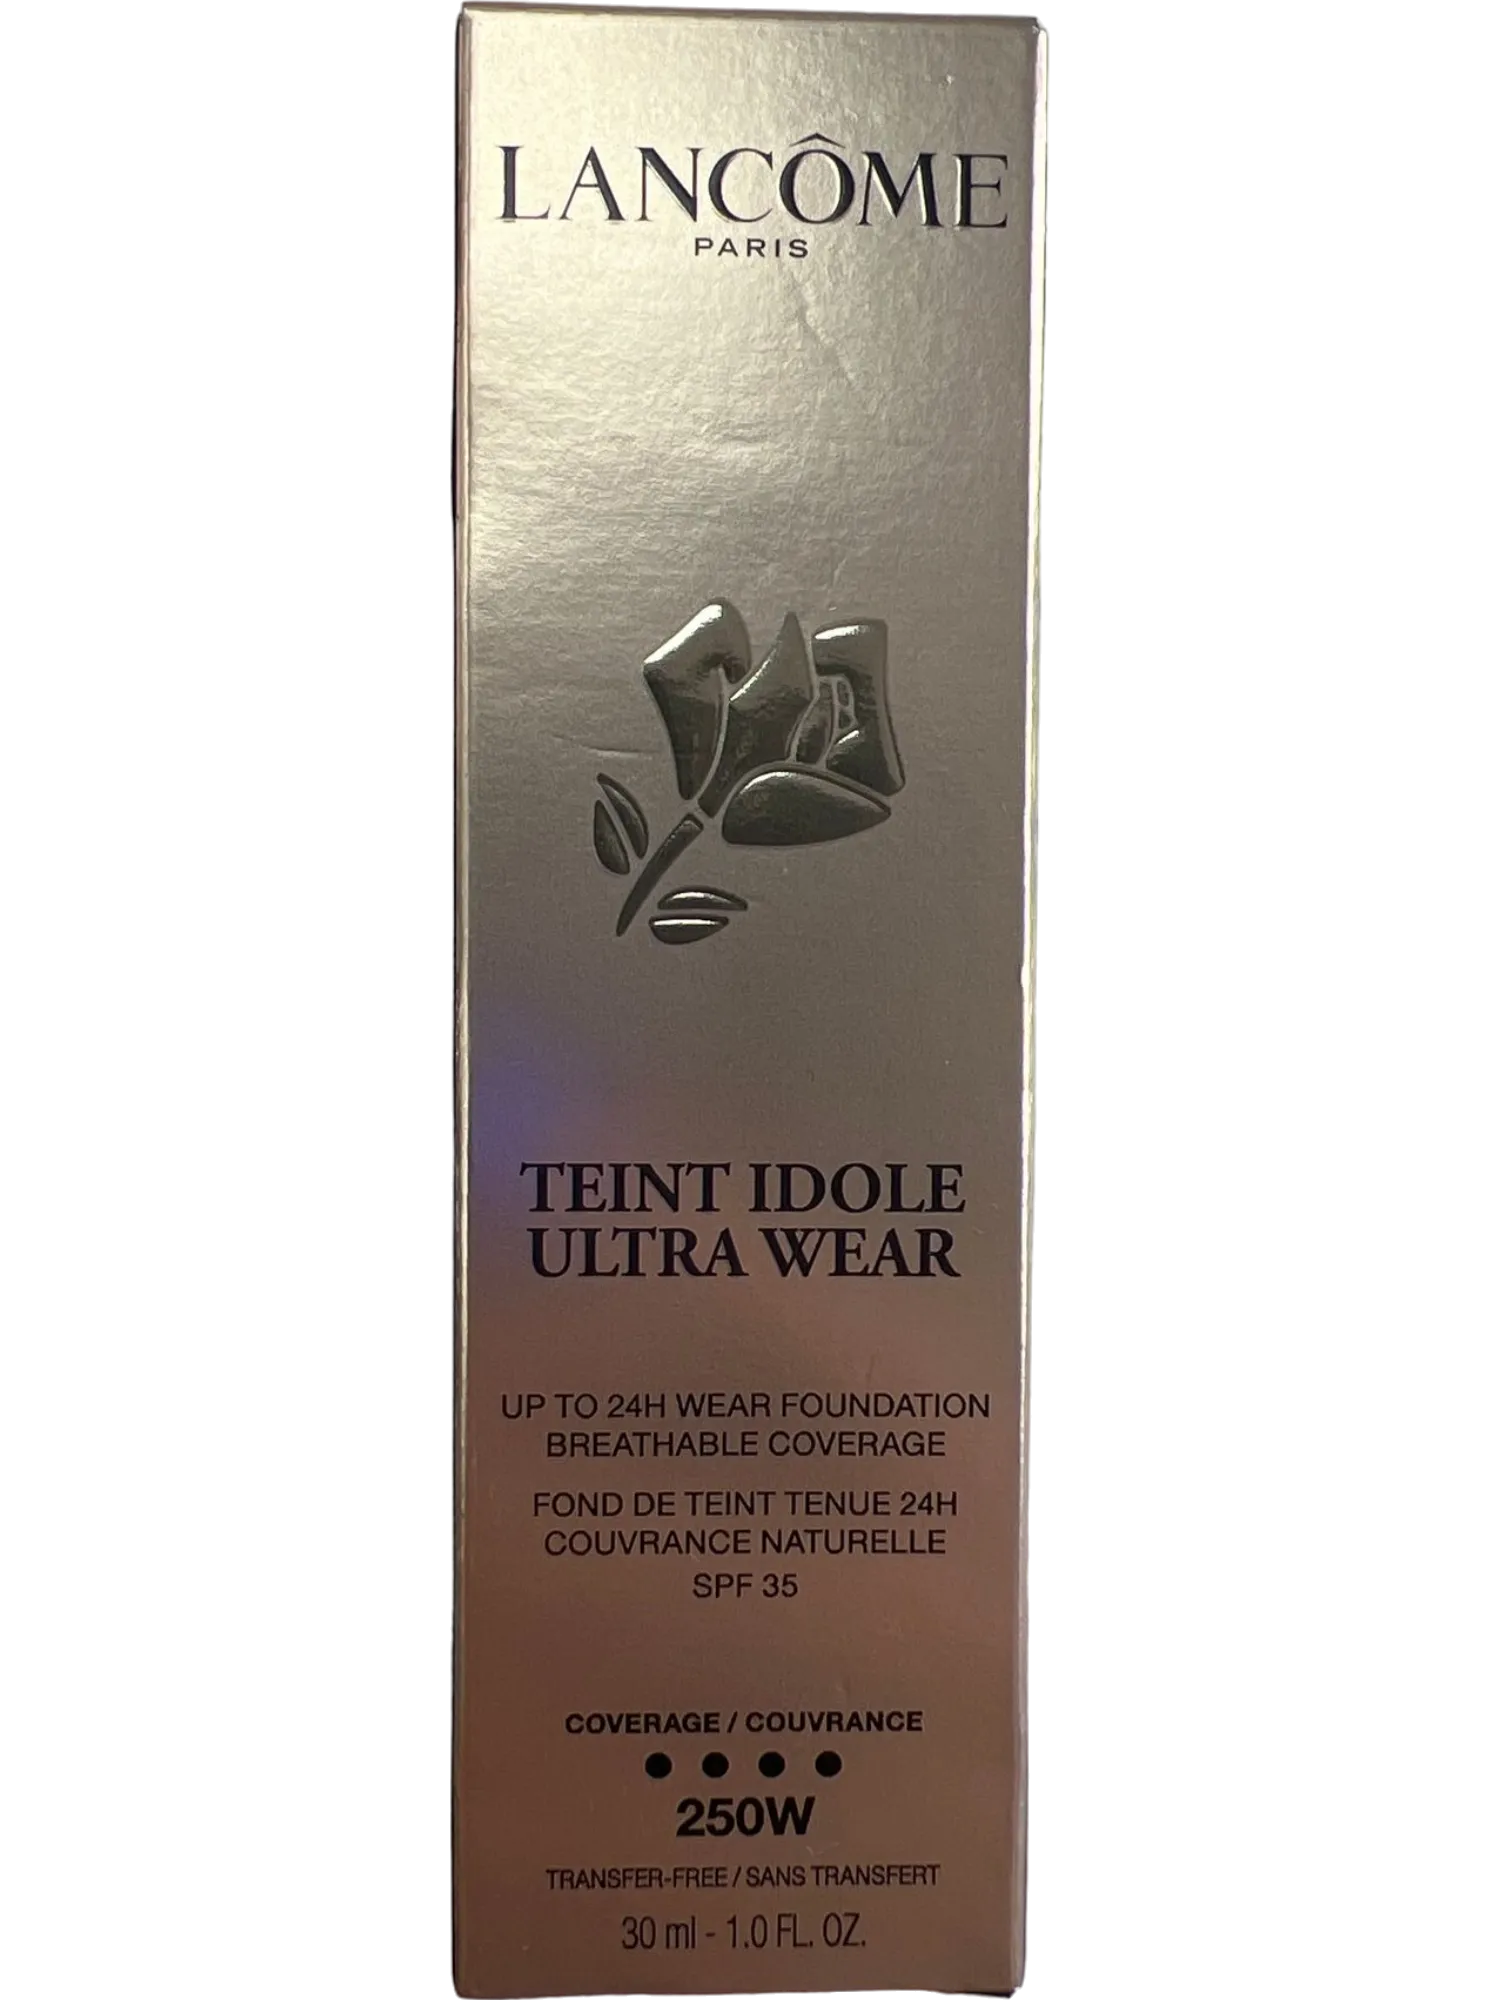 LANCÔME
PARIS
TEINT IDOLE
ULTRA WEAR
UP TO 24H WEAR FOUNDATION
BREATHABLE COVERAGE
FOND DE TEINT TENUE 24H
COUVRANCE NATURELLE
SPF 35
COVERAGE / COUVRANCE
250W
TRANSFER-FREE / SANS TRANSFERT
30 ml - 1.0 FL. OZ.